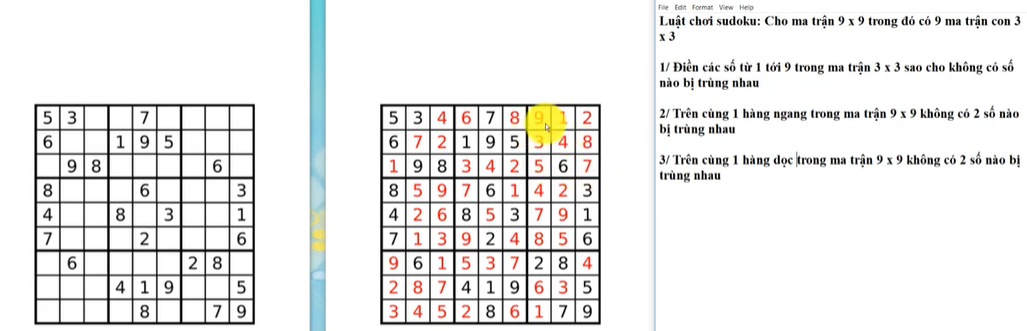 File Edit Format View Help
Luật chơi sudoku: Cho ma trận 9 x 9 trong đó có 9 ma trận con 3
x 3
1/ Điền các số từ 1 tới 9 trong ma trận 3 x 3 sao cho không có số
nào bị trùng nhau
2/ Trên cùng 1 hàng ngang trong ma trận 9 x 9 không có 2 số nào
bị trùng nhau
3/ Trên cùng 1 hàng dọc trong ma trận 9 x 9 không có 2 số nào bị
trùng nhau
5 3 7
6 1 9 5
9 8 6
8 6 3
4 8 3 1
7 2 6
6 2 8
4 1 9 5
8 7 9
5 3 4 6 7 8 9 1 2
6 7 2 1 9 5 3 4 8
1 9 8 3 4 2 5 6 7
8 5 9 7 6 1 4 2 3
4 2 6 8 5 3 7 9 1
7 1 3 9 2 4 8 5 6
9 6 1 5 3 7 2 8 4
2 8 7 4 1 9 6 3 5
3 4 5 2 8 6 1 7 9